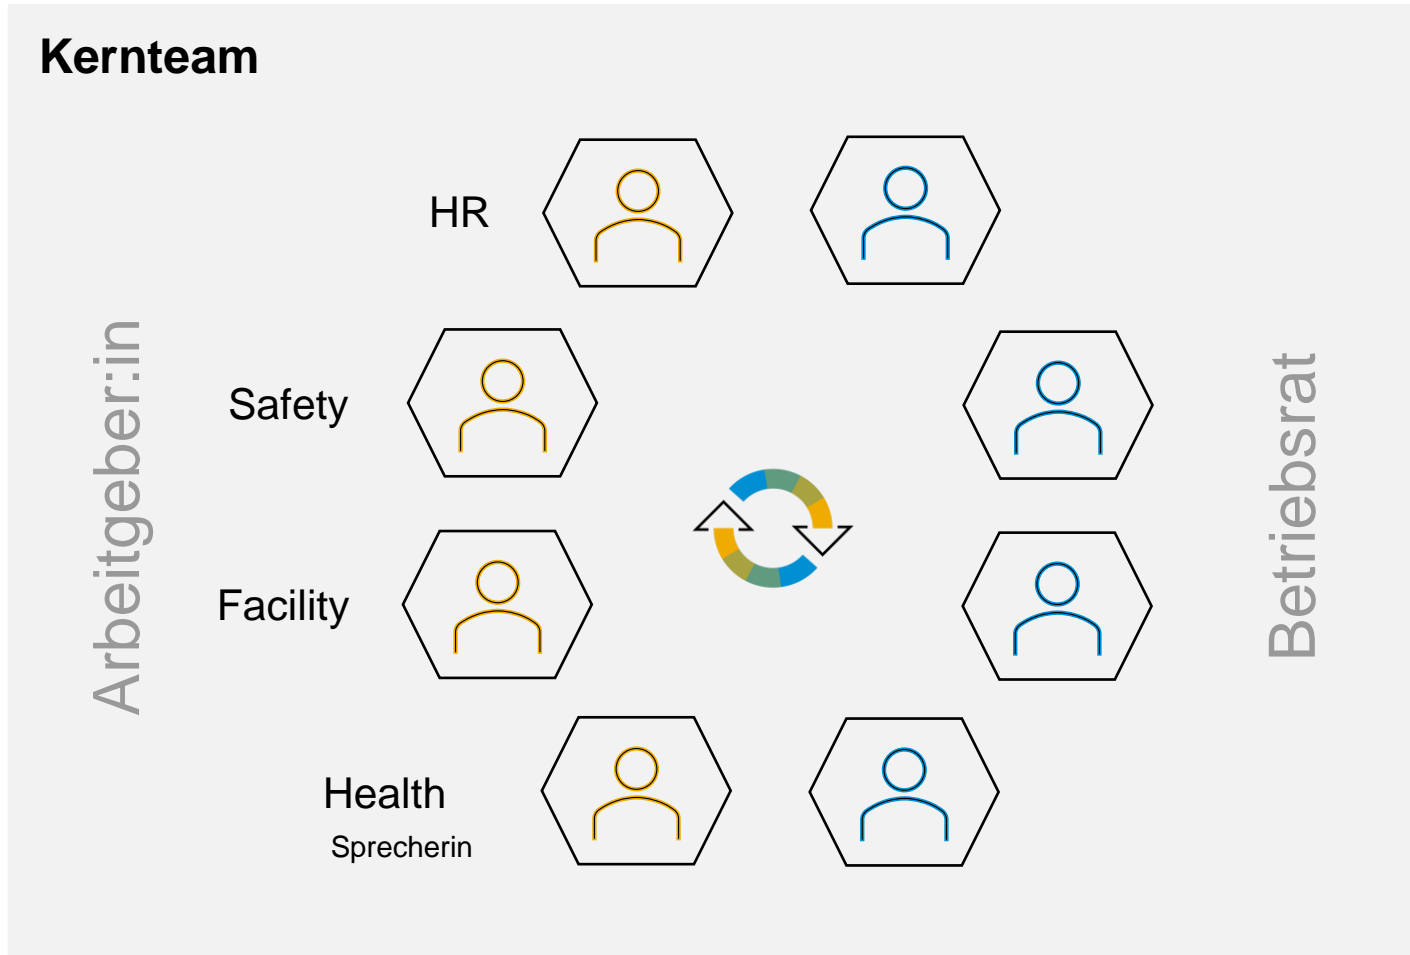 Kernteam
HR
Arbeitgeber:in
Safety
Betriebsrat
Facility
Health
Sprecherin